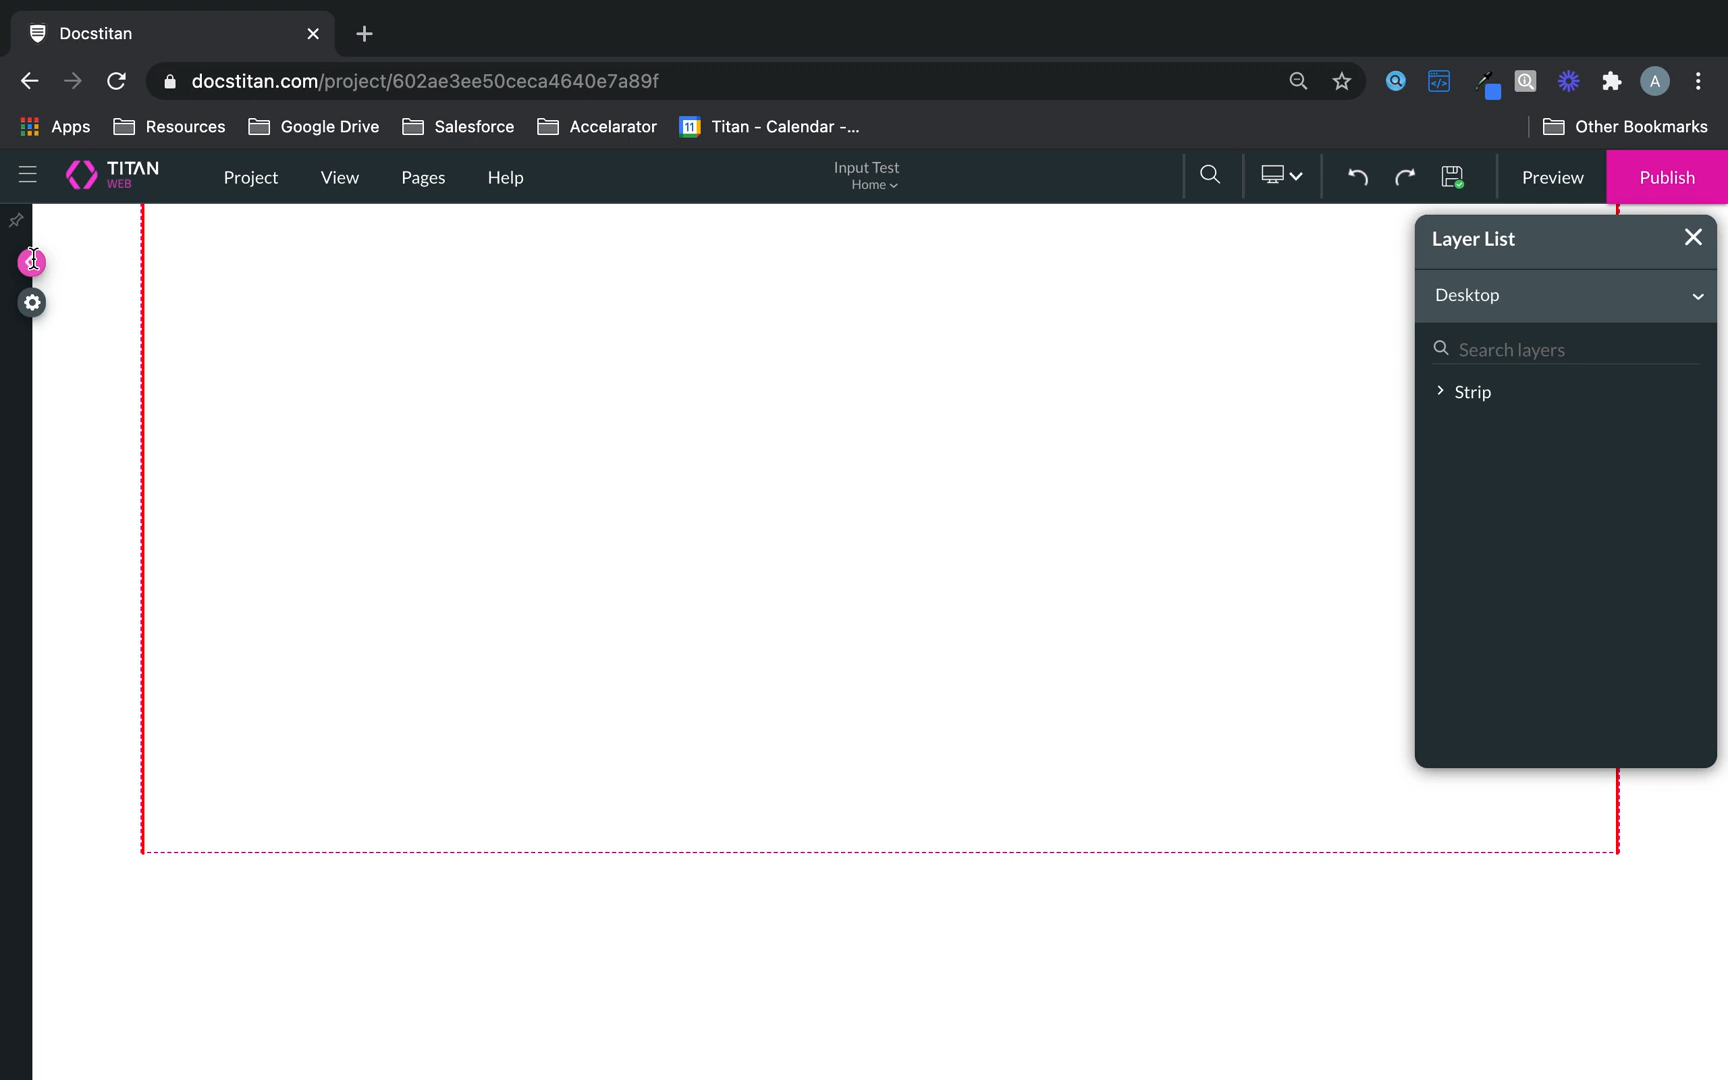 Docstitan
docstitan.com/project/602ae3ee50ceca4640e7a89f
A
Apps
Resources
Google Drive
Salesforce
Accelarator
11
Titan - Calendar -...
Other Bookmarks
TITAN
WEB
Project
View
Pages
Help
Input Test
Home
Preview
Publish
Layer List
Desktop
Search layers
Strip